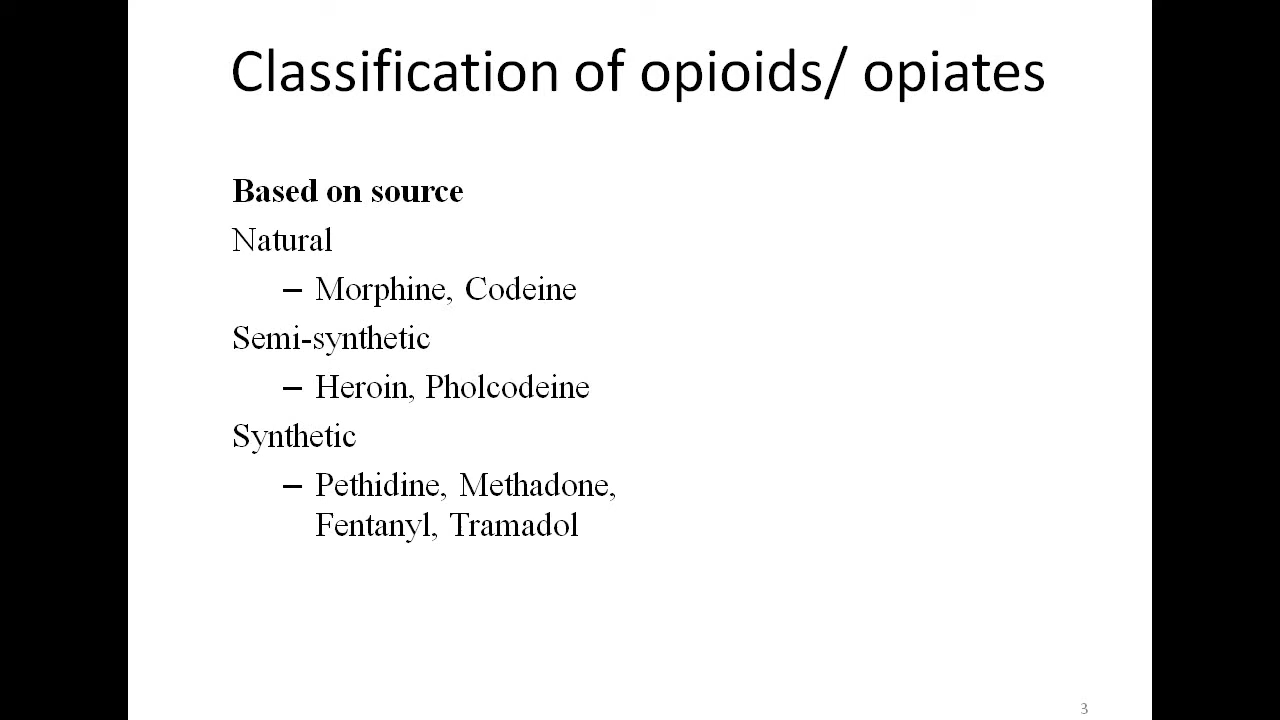 Classification of opioids/ opiates
Based on source
Natural
– Morphine, Codeine
Semi-synthetic
– Heroin, Pholcodeine
Synthetic
– Pethidine, Methadone,
Fentanyl, Tramadol
3